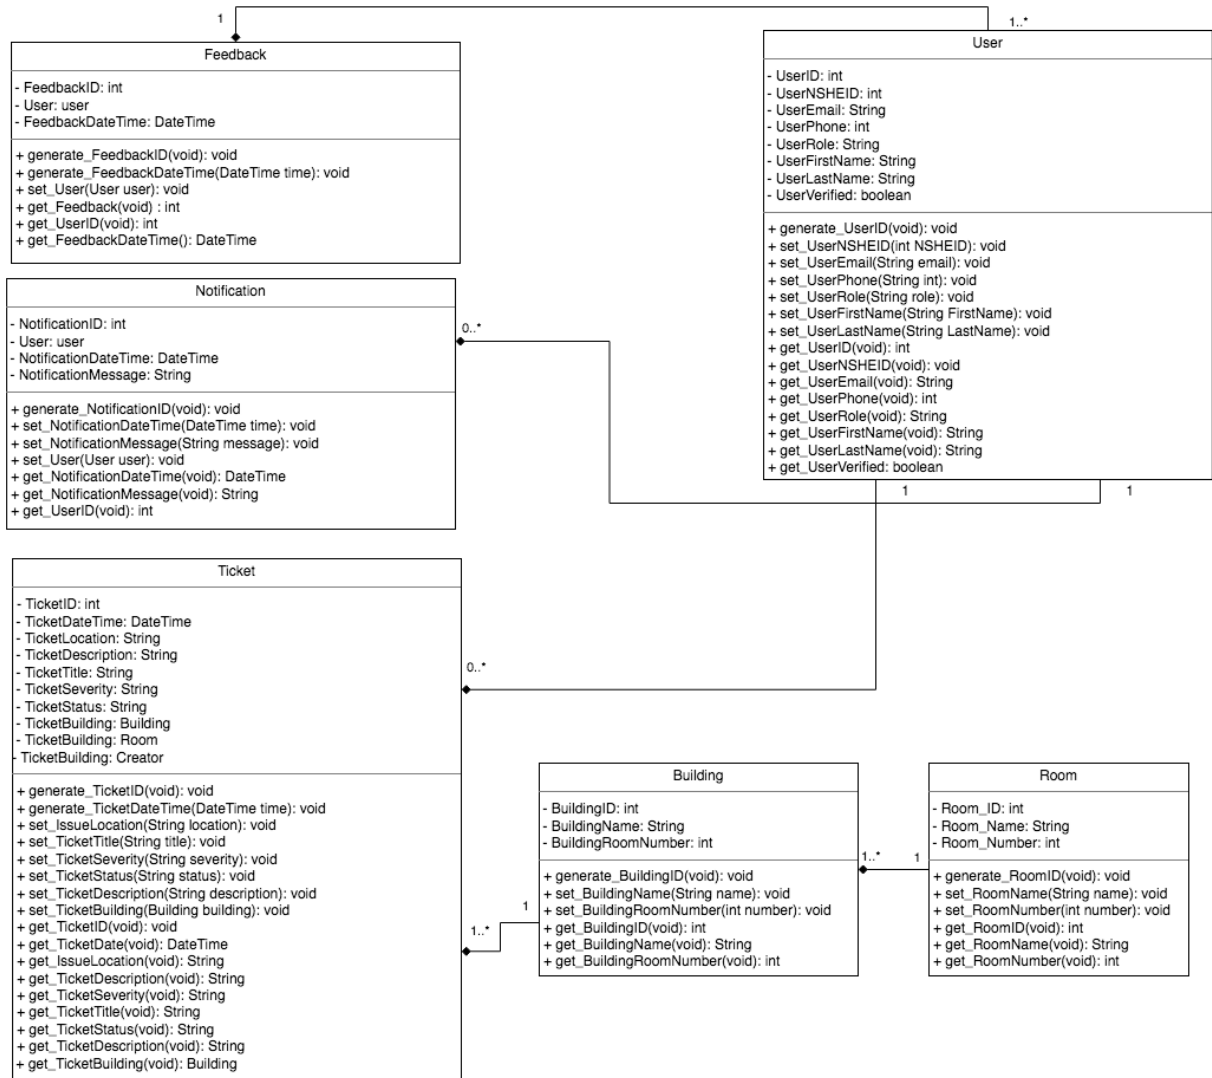 1
1..*
Feedback
- FeedbackID: int
- User: user
- FeedbackDateTime: DateTime
+ generate_FeedbackID(void): void
+ generate_FeedbackDateTime(DateTime time): void
+ set_User(User user): void
+ get_Feedback(void) : int
+ get_UserID(void): int
+ get_FeedbackDateTime(): DateTime
User
- UserID: int
- UserNSHEID: int
- UserEmail: String
- UserPhone: int
- UserRole: String
- UserFirstName: String
- UserLastName: String
- UserVerified: boolean
+ generate_UserID(void): void
+ set_UserNSHEID(int NSHEID): void
+ set_UserEmail(String email): void
+ set_UserPhone(String int): void
+ set_UserRole(String role): void
+ set_UserFirstName(String FirstName): void
+ set_UserLastName(String LastName): void
+ get_UserID(void): int
+ get_UserNSHEID(void): void
+ get_UserEmail(void): String
+ get_UserPhone(void): int
+ get_UserRole(void): String
+ get_UserFirstName(void): String
+ get_UserLastName(void): String
+ get_UserVerified: boolean
1
1
Notification
- NotificationID: int
- User: user
- NotificationDateTime: DateTime
- NotificationMessage: String
+ generate_NotificationID(void): void
+ set_NotificationDateTime(DateTime time): void
+ set_NotificationMessage(String message): void
+ set_User(User user): void
+ get_NotificationDateTime(void): DateTime
+ get_NotificationMessage(void): String
+ get_UserID(void): int
0..*
Ticket
- TicketID: int
- TicketDateTime: DateTime
- TicketLocation: String
- TicketDescription: String
- TicketTitle: String
- TicketSeverity: String
- TicketStatus: String
- TicketBuilding: Building
- TicketBuilding: Room
- TicketBuilding: Creator
+ generate_TicketID(void): void
+ generate_TicketDateTime(DateTime time): void
+ set_IssueLocation(String location): void
+ set_TicketTitle(String title): void
+ set_TicketSeverity(String severity): void
+ set_TicketStatus(String status): void
+ set_TicketDescription(String description): void
+ set_TicketBuilding(Building building): void
+ get_TicketID(void): void
+ get_TicketDate(void): DateTime
+ get_IssueLocation(void): String
+ get_TicketDescription(void): String
+ get_TicketSeverity(void): String
+ get_TicketTitle(void): String
+ get_TicketStatus(void): String
+ get_TicketDescription(void): String
+ get_TicketBuilding(void): Building
0..*
1..*
1
Building
- BuildingID: int
- BuildingName: String
- BuildingRoomNumber: int
+ generate_BuildingID(void): void
+ set_BuildingName(String name): void
+ set_BuildingRoomNumber(int number): void
+ get_BuildingID(void): int
+ get_BuildingName(void): String
+ get_BuildingRoomNumber(void): int
1..*
1
Room
- Room_ID: int
- Room_Name: String
- Room_Number: int
+ generate_RoomID(void): void
+ set_RoomName(String name): void
+ set_RoomNumber(int number): void
+ get_RoomID(void): int
+ get_RoomName(void): String
+ get_RoomNumber(void): int